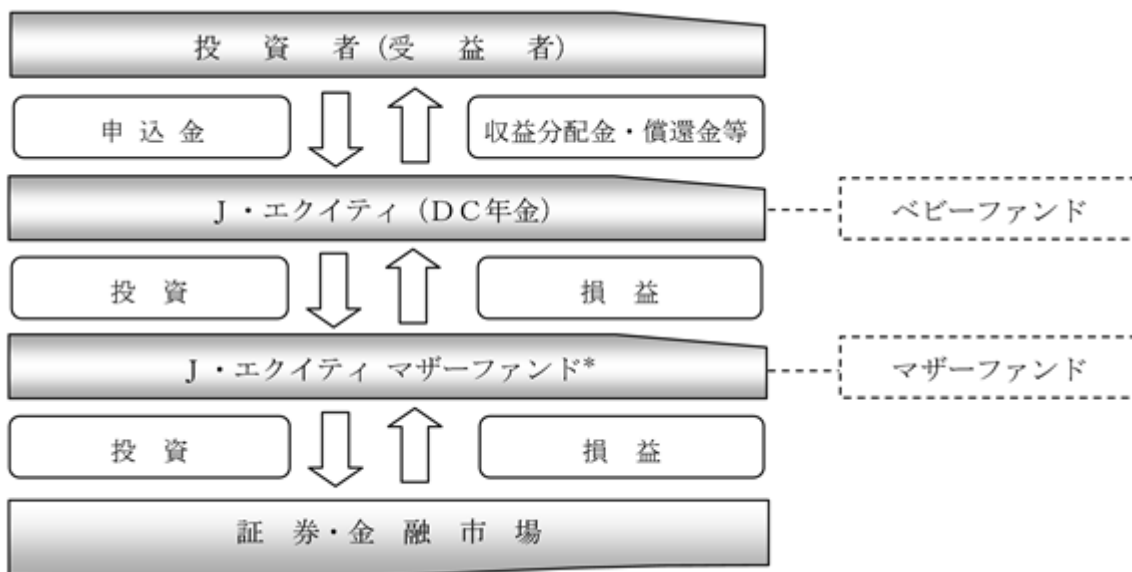 投資者(受益者)
申込金
収益分配金・償還金等
J・エクイティ(DC年金)
ベビーファンド
投資
損益
J・エクイティ マザーファンド*
マザーファンド
投資
損益
証券・金融市場